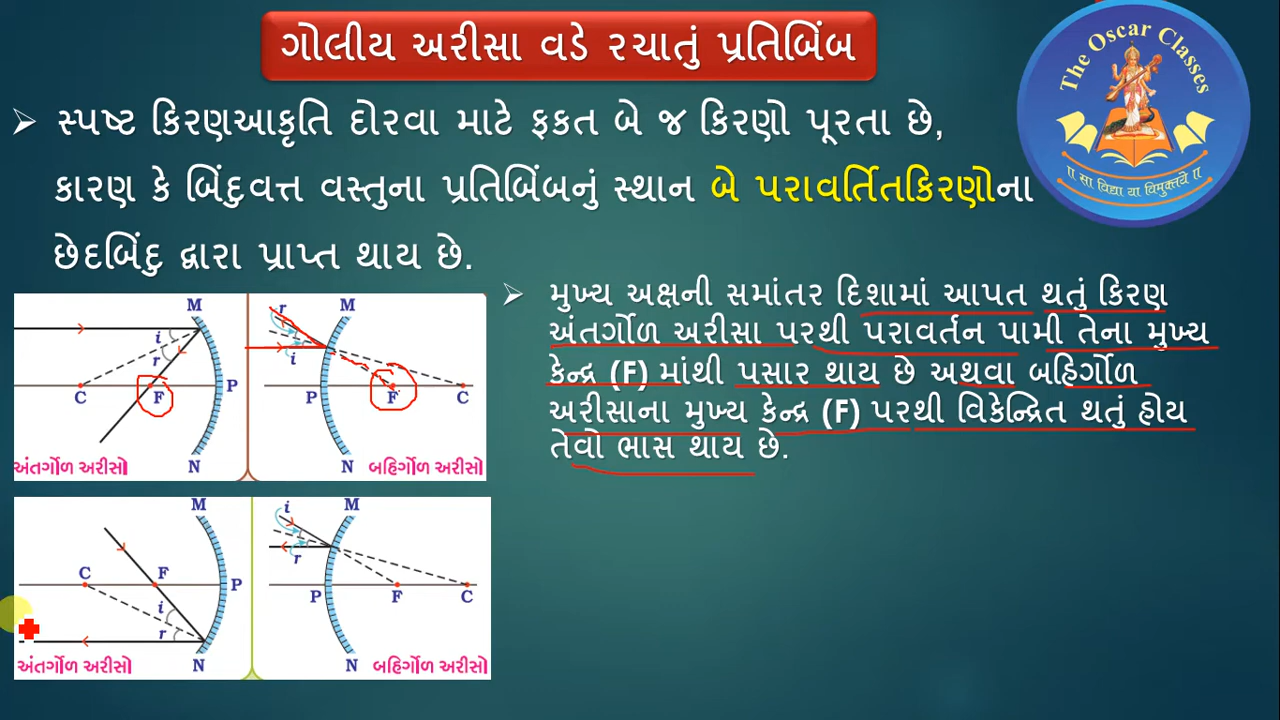 ગોલીય અરીસા વડે રચાતું પ્રતિબિંબ
The Oscar Classes
॥ सा विद्या या विमुक्तये ॥
➢ સ્પષ્ટ કિરણઆકૃતિ દોરવા માટે ફકત બે જ કિરણો પૂરતા છે,
કારણ કે બિંદુવત્ત વસ્તુના પ્રતિબિંબનું સ્થાન બે પરાવર્તિતકિરણોના
છેદબિંદુ દ્વારા પ્રાપ્ત થાય છે.
➢ મુખ્ય અક્ષની સમાંતર દિશામાં આપત થતું કિરણ
અંતર્ગોળ અરીસા પરથી પરાવર્તન પામી તેના મુખ્ય
કેન્દ્ર (F) માંથી પસાર થાય છે અથવા બહિર્ગોળ
અરીસાના મુખ્ય કેન્દ્ર (F) પરથી વિકેન્દ્રિત થતું હોય
તેવો ભાસ થાય છે.
M
i
r
C
F
P
N
અંતર્ગોળ અરીસો
M
r
i
P
F
C
N
બહિર્ગોળ અરીસો
M
C
F
P
i
r
N
અંતર્ગોળ અરીસો
M
i
r
P
F
C
N
બહિર્ગોળ અરીસો